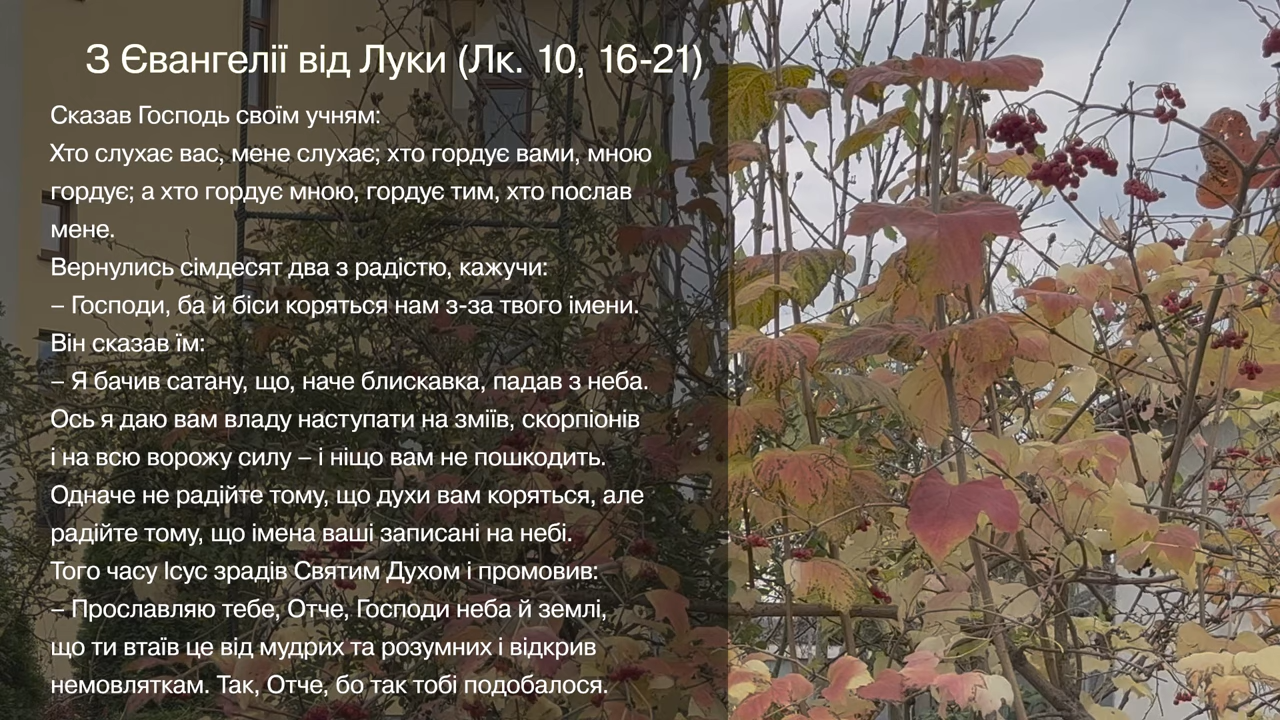 З Євангелії від Луки (Лк. 10, 16-21)
Сказав Господь своїм учням:
Хто слухає вас, мене слухає; хто гордує вами, мною
гордує; а хто гордує мною, гордує тим, хто послав
мене.
Вернулись сімдесят два з радістю, кажучи:
– Господи, ба й біси коряться нам з-за твого імени.
Він сказав їм:
– Я бачив сатану, що, наче блискавка, падав з неба.
Ось я даю вам владу наступати на зміїв, скорпіонів
і на всю ворожу силу – і ніщо вам не пошкодить.
Одначе не радійте тому, що духи вам коряться, але
радійте тому, що імена ваші записані на небі.
Того часу Ісус зрадів Святим Духом і промовив:
– Прославляю тебе, Отче, Господи неба й землі,
що ти втаїв це від мудрих та розумних і відкрив
немовляткам. Так, Отче, бо так тобі подобалося.